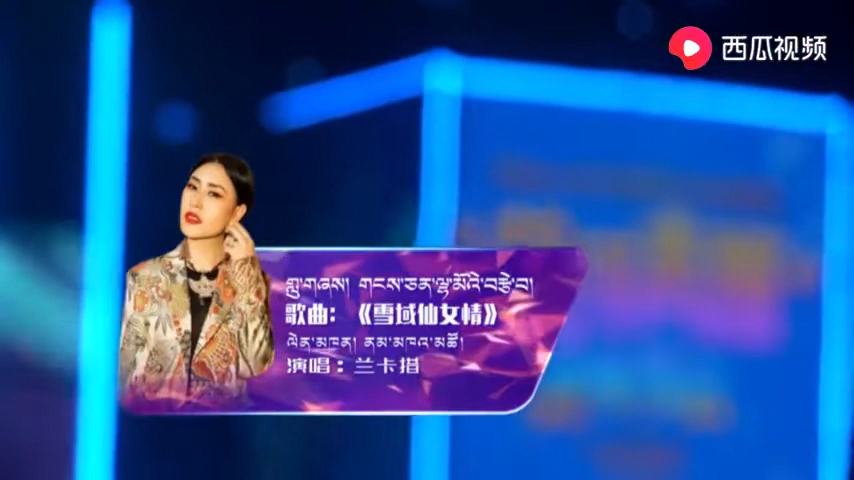 西瓜视频
གླུ་གཞས། གངས་ཅན་ལྷ་མོའི་བརྩེ་བ།
歌曲：《雪域仙女情》
ལེན་མཁན། ནམ་མཁའ་མཚོ།
演唱：兰卡措